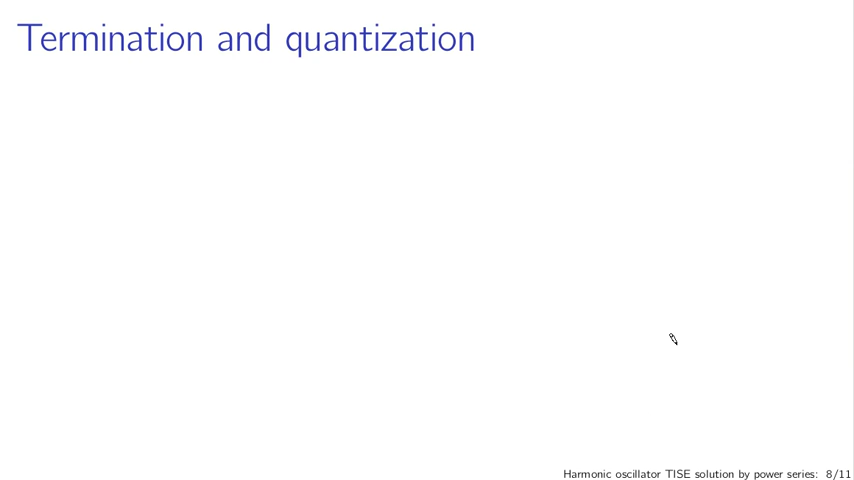 Termination and quantization
Harmonic oscillator TISE solution by power series: 8/11